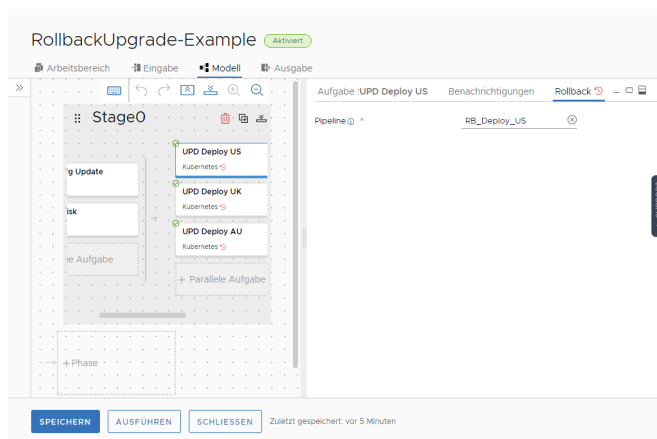 RollbackUpgrade-Example Aktiviert
Arbeitsbereich Eingabe Modell Ausgabe
Aufgabe :UPD Deploy US Benachrichtigungen Rollback
Stage0
Pipeline * RB_Deploy_US
UPD Deploy US
Kubernetes
'g Update
UPD Deploy UK
Kubernetes
isk
UPD Deploy AU
Kubernetes
ie Aufgabe
+ Parallele Aufgabe
+ Phase
SPEICHERN AUSFÜHREN SCHLIESSEN Zuletzt gespeichert: vor 5 Minuten